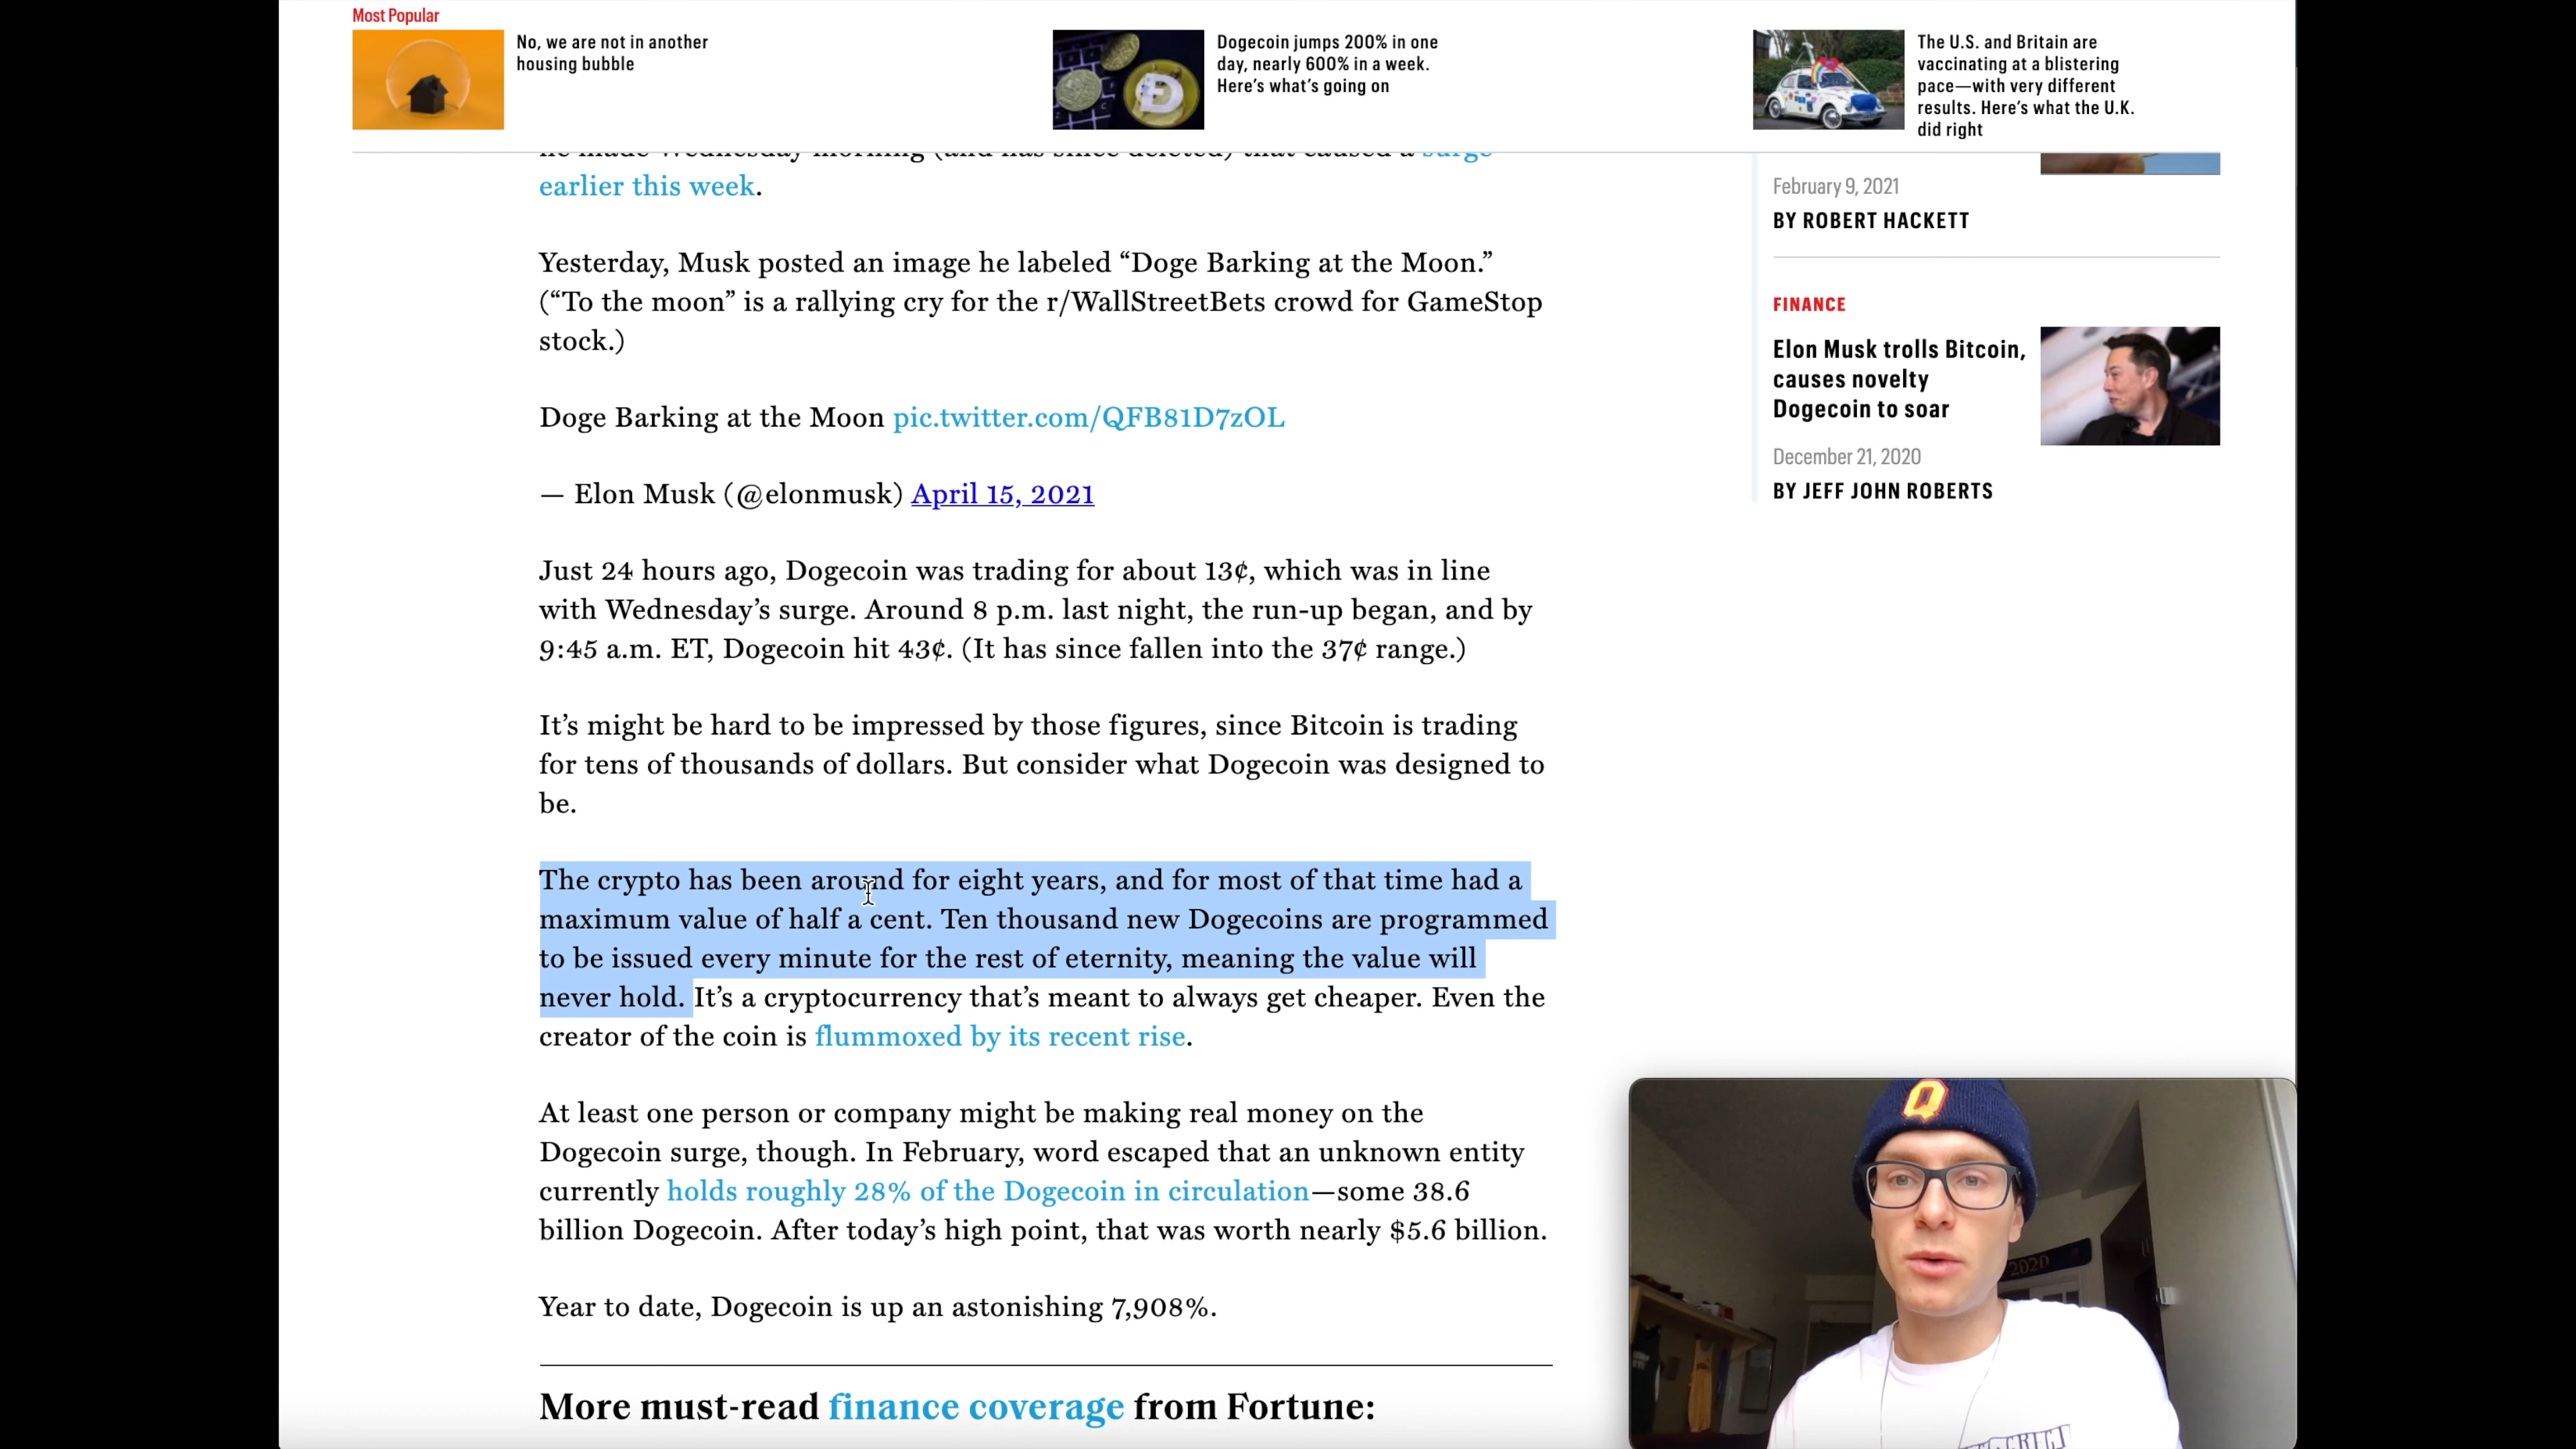 Most Popular
No, we are not in another
housing bubble
Dogecoin jumps 200% in one
day, nearly 600% in a week.
Here's what's going on
The U.S. and Britain are
vaccinating at a blistering
pace—with very different
results. Here's what the U.K.
did right
he made Wednesday morning (and has since deleted) that caused a surge
earlier this week.
Yesterday, Musk posted an image he labeled “Doge Barking at the Moon.”
(“To the moon” is a rallying cry for the r/WallStreetBets crowd for GameStop
stock.)
Doge Barking at the Moon pic.twitter.com/QFB81D7zOL
— Elon Musk (@elonmusk) April 15, 2021
Just 24 hours ago, Dogecoin was trading for about 13¢, which was in line
with Wednesday’s surge. Around 8 p.m. last night, the run-up began, and by
9:45 a.m. ET, Dogecoin hit 43¢. (It has since fallen into the 37¢ range.)
It’s might be hard to be impressed by those figures, since Bitcoin is trading
for tens of thousands of dollars. But consider what Dogecoin was designed to
be.
The crypto has been around for eight years, and for most of that time had a
maximum value of half a cent. Ten thousand new Dogecoins are programmed
to be issued every minute for the rest of eternity, meaning the value will
never hold. It’s a cryptocurrency that’s meant to always get cheaper. Even the
creator of the coin is flummoxed by its recent rise.
At least one person or company might be making real money on the
Dogecoin surge, though. In February, word escaped that an unknown entity
currently holds roughly 28% of the Dogecoin in circulation—some 38.6
billion Dogecoin. After today’s high point, that was worth nearly $5.6 billion.
Year to date, Dogecoin is up an astonishing 7,908%.
More must-read finance coverage from Fortune:
February 9, 2021
BY ROBERT HACKETT
FINANCE
Elon Musk trolls Bitcoin,
causes novelty
Dogecoin to soar
December 21, 2020
BY JEFF JOHN ROBERTS
Q
2020